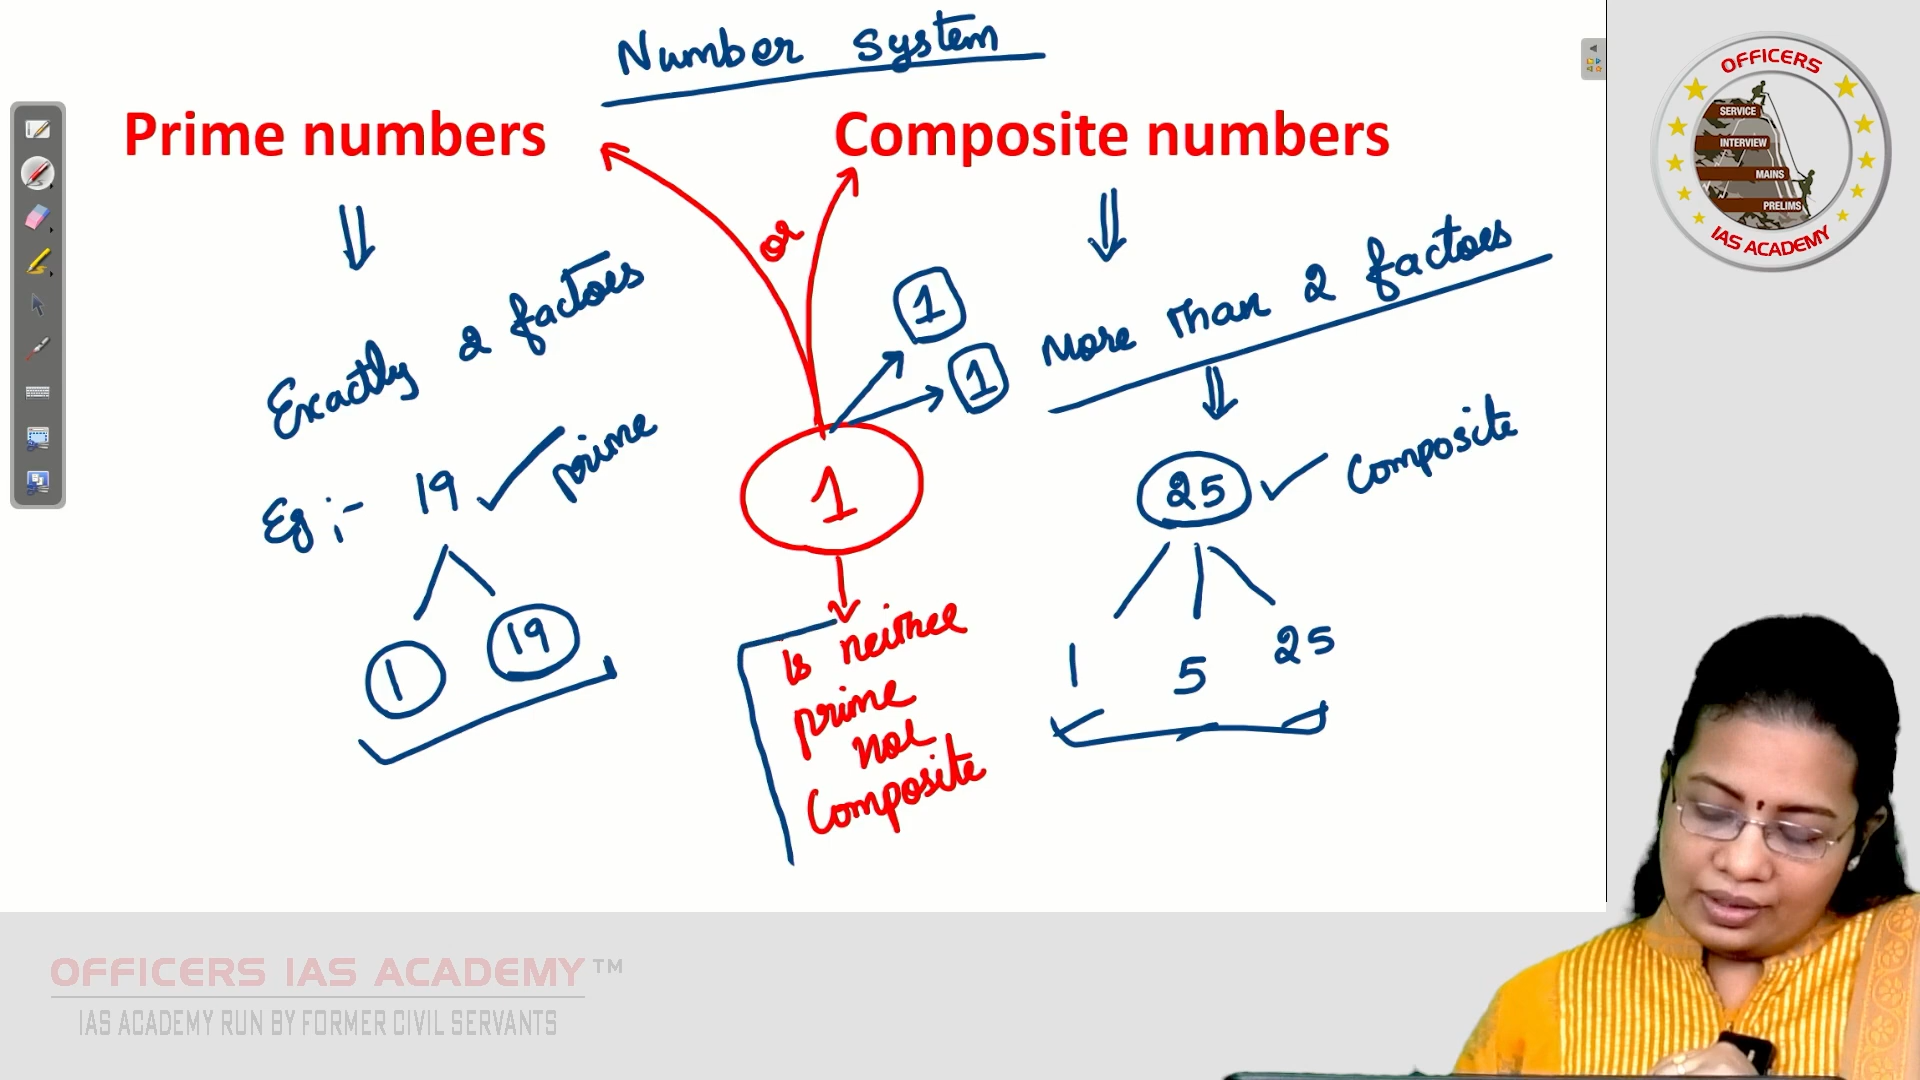 Number System
Prime numbers
Composite numbers
or
Exactly 2 factors
More than 2 factors
1
1
Eg:- 19 prime
1
25 Composite
1 19
1 5 25
Is neither
prime
nor
Composite
OFFICERS
SERVICE
INTERVIEW
MAINS
PRELIMS
IAS ACADEMY
OFFICERS IAS ACADEMY™
IAS ACADEMY RUN BY FORMER CIVIL SERVANTS